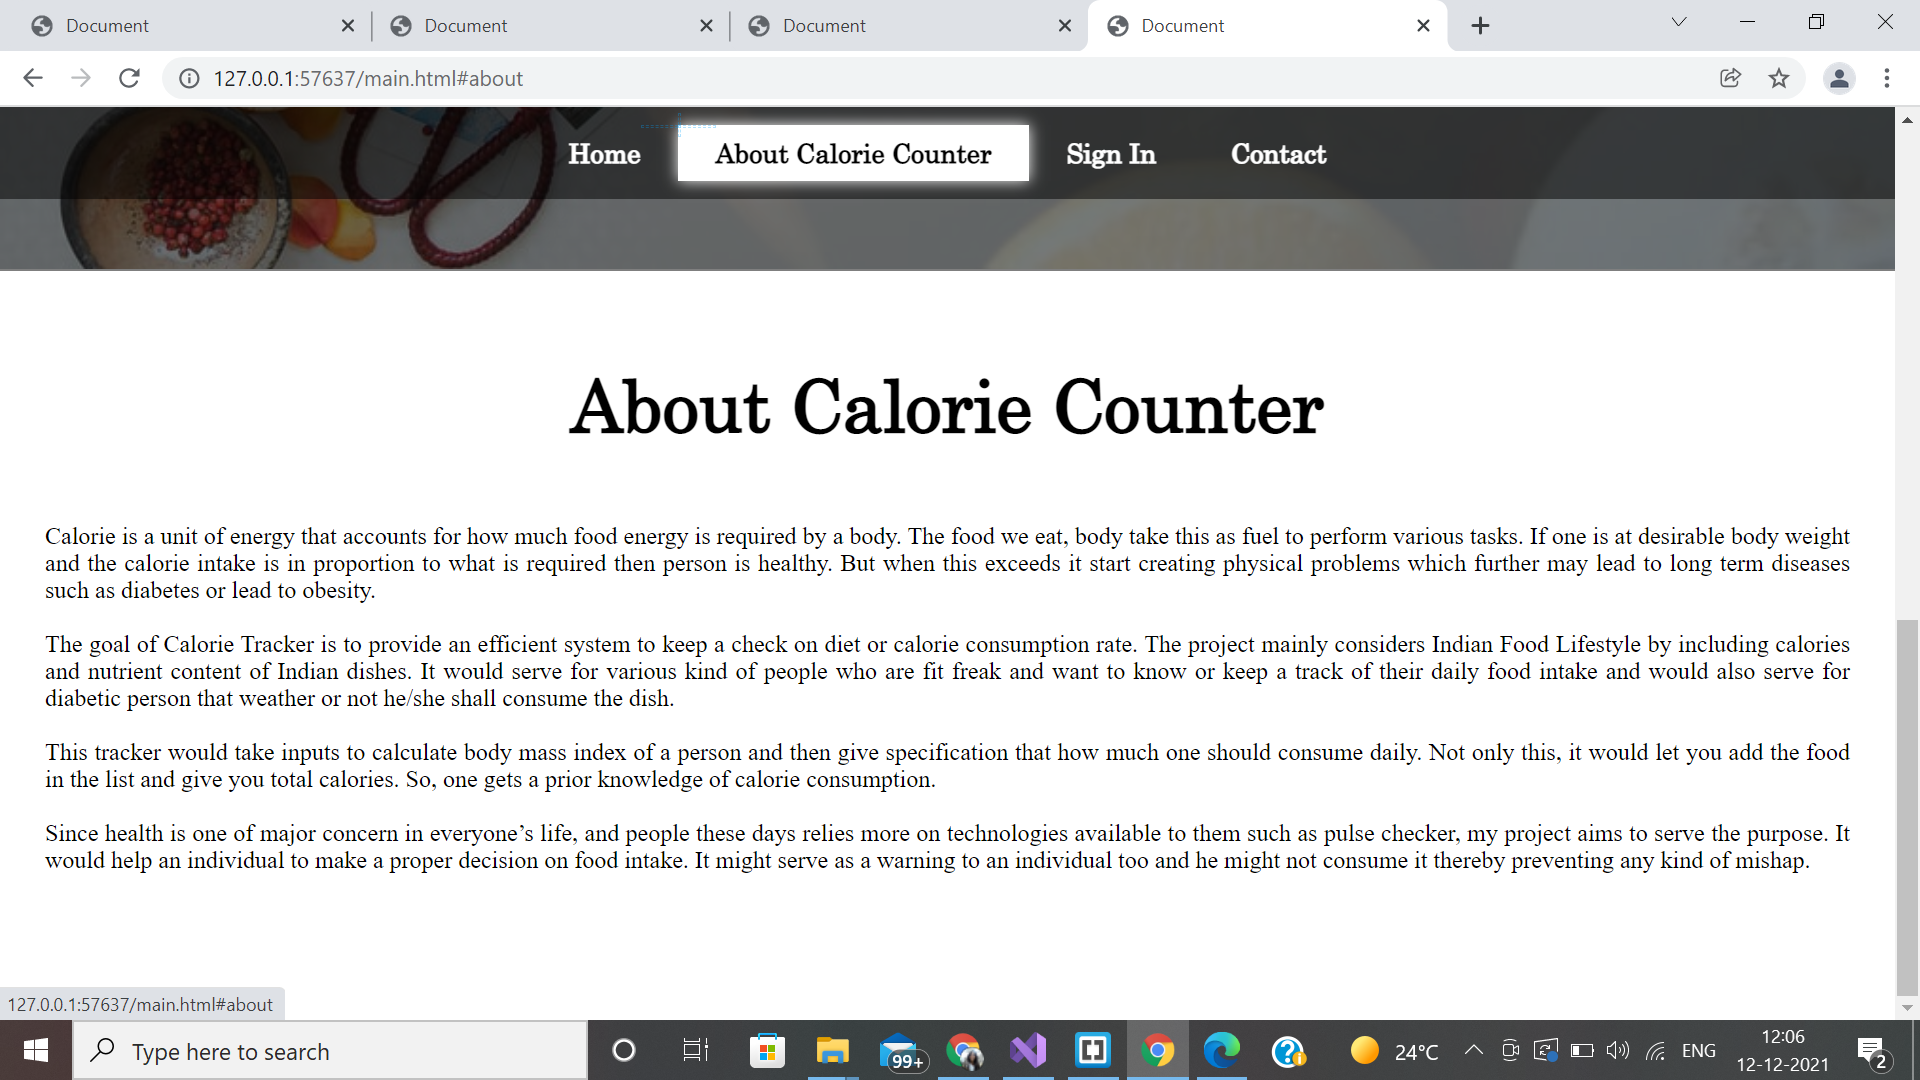 Document Document Document Document
127.0.0.1:57637/main.html#about
Home About Calorie Counter Sign In Contact
About Calorie Counter
Calorie is a unit of energy that accounts for how much food energy is required by a body. The food we eat, body take this as fuel to perform various tasks. If one is at desirable body weight
and the calorie intake is in proportion to what is required then person is healthy. But when this exceeds it start creating physical problems which further may lead to long term diseases
such as diabetes or lead to obesity.
The goal of Calorie Tracker is to provide an efficient system to keep a check on diet or calorie consumption rate. The project mainly considers Indian Food Lifestyle by including calories
and nutrient content of Indian dishes. It would serve for various kind of people who are fit freak and want to know or keep a track of their daily food intake and would also serve for
diabetic person that weather or not he/she shall consume the dish.
This tracker would take inputs to calculate body mass index of a person and then give specification that how much one should consume daily. Not only this, it would let you add the food
in the list and give you total calories. So, one gets a prior knowledge of calorie consumption.
Since health is one of major concern in everyone’s life, and people these days relies more on technologies available to them such as pulse checker, my project aims to serve the purpose. It
would help an individual to make a proper decision on food intake. It might serve as a warning to an individual too and he might not consume it thereby preventing any kind of mishap.
127.0.0.1:57637/main.html#about
Type here to search
99+
24°C
ENG
12:06
12-12-2021
2